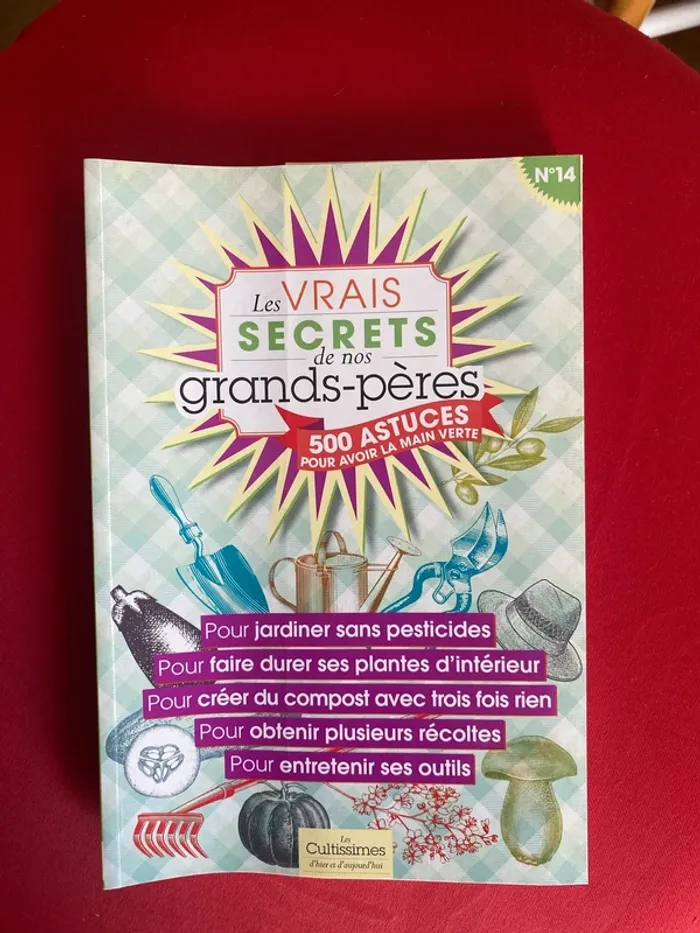 N°14
Les VRAIS
SECRETS
de nos
grands-pères
500 ASTUCES
POUR AVOIR LA MAIN VERTE
Pour jardiner sans pesticides
Pour faire durer ses plantes d'intérieur
Pour créer du compost avec trois fois rien
Pour obtenir plusieurs récoltes
Pour entretenir ses outils
Les
Cultissimes
d'hier et d'aujourd'hui